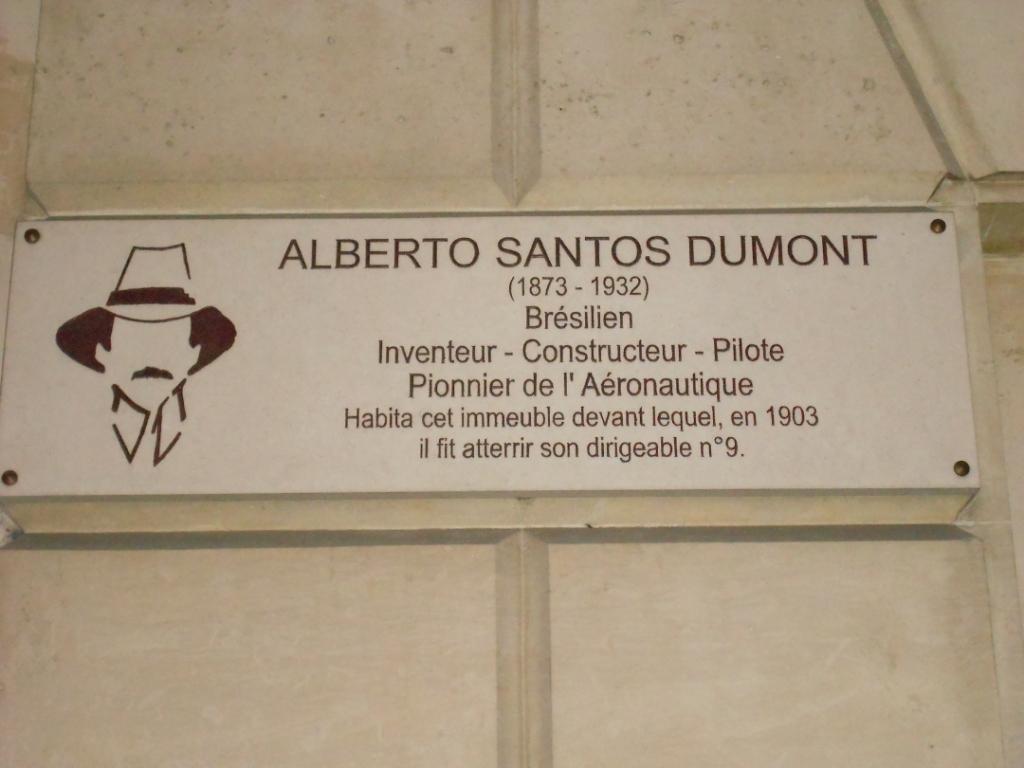 ALBERTO SANTOS DUMONT
(1873 - 1932)
Brésilien
Inventeur - Constructeur - Pilote
Pionnier de l' Aéronautique
Habita cet immeuble devant lequel, en 1903
il fit atterrir son dirigeable n°9.